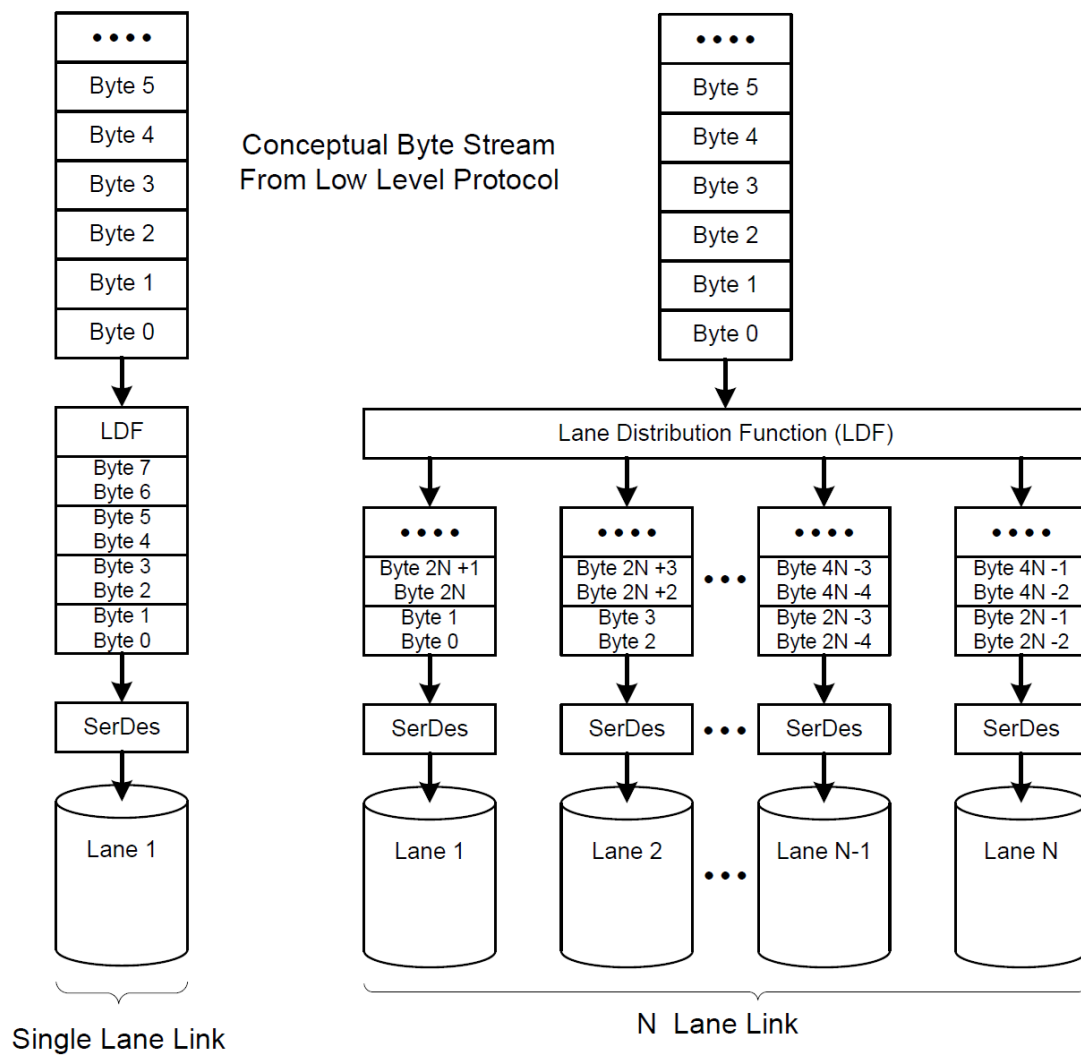 ••••
Byte 5
Byte 4
Byte 3
Byte 2
Byte 1
Byte 0
LDF
Byte 7
Byte 6
Byte 5
Byte 4
Byte 3
Byte 2
Byte 1
Byte 0
SerDes
Lane 1
Single Lane Link
Conceptual Byte Stream
From Low Level Protocol
••••
Byte 5
Byte 4
Byte 3
Byte 2
Byte 1
Byte 0
Lane Distribution Function (LDF)
••••
Byte 2N +1
Byte 2N
Byte 1
Byte 0
SerDes
Lane 1
••••
Byte 2N +3
Byte 2N +2
Byte 3
Byte 2
SerDes
Lane 2
•••
•••
•••
••••
Byte 4N -3
Byte 4N -4
Byte 2N -3
Byte 2N -4
SerDes
Lane N-1
••••
Byte 4N -1
Byte 4N -2
Byte 2N -1
Byte 2N -2
SerDes
Lane N
N Lane Link